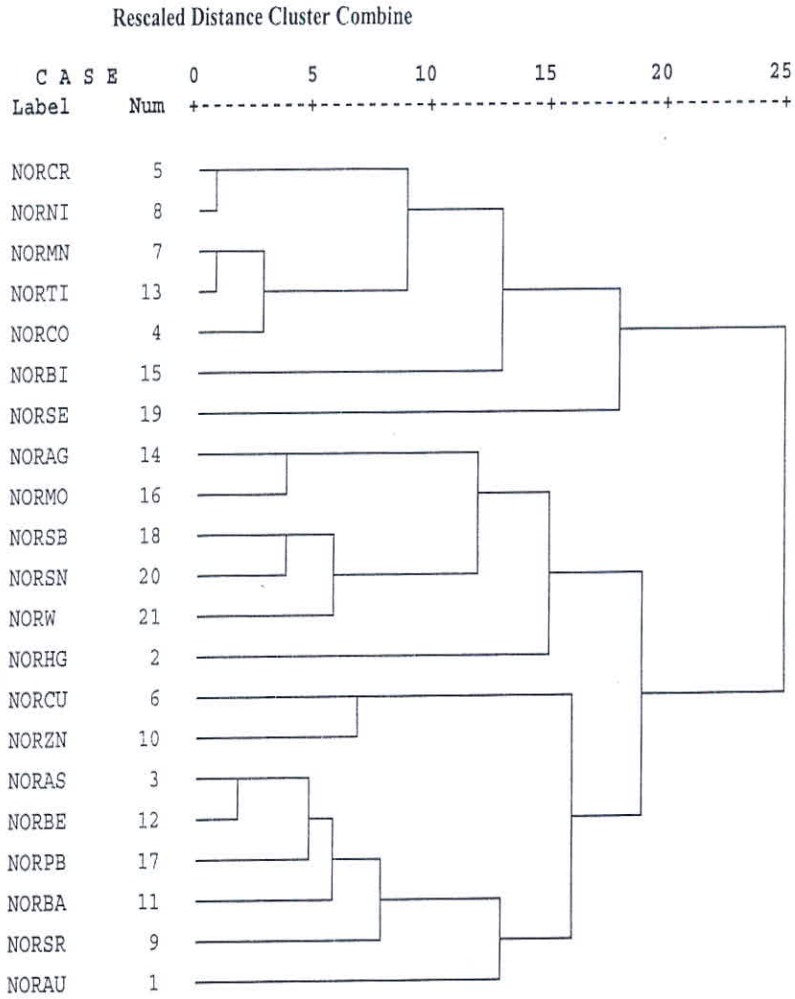 Rescaled Distance Cluster Combine
C A S E 0 5 10 15 20 25
Label Num +---------+---------+---------+---------+---------+
NORCR 5
NORNI 8
NORMN 7
NORTI 13
NORCO 4
NORBI 15
NORSE 19
NORAG 14
NORMO 16
NORSB 18
NORSN 20
NORW 21
NORHG 2
NORCU 6
NORZN 10
NORAS 3
NORBE 12
NORPB 17
NORBA 11
NORSR 9
NORAU 1